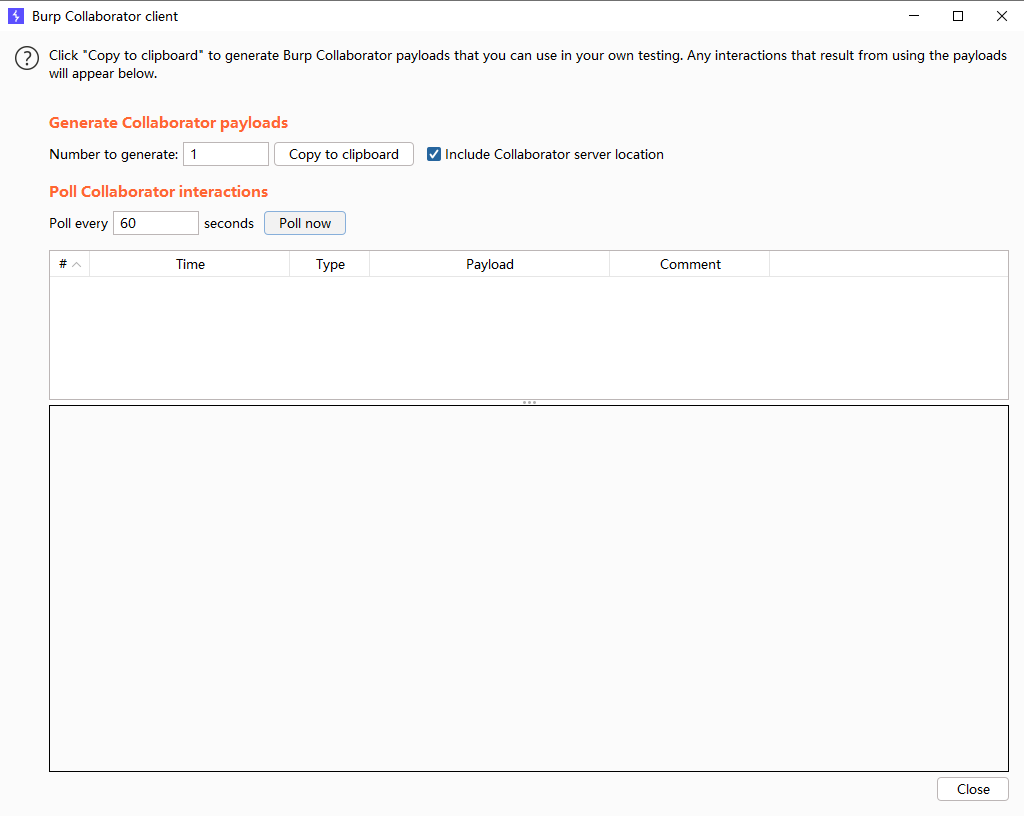 Burp Collaborator client
Click "Copy to clipboard" to generate Burp Collaborator payloads that you can use in your own testing. Any interactions that result from using the payloads
will appear below.
Generate Collaborator payloads
Number to generate: 1 Copy to clipboard Include Collaborator server location
Poll Collaborator interactions
Poll every 60 seconds Poll now
# Time Type Payload Comment
Close